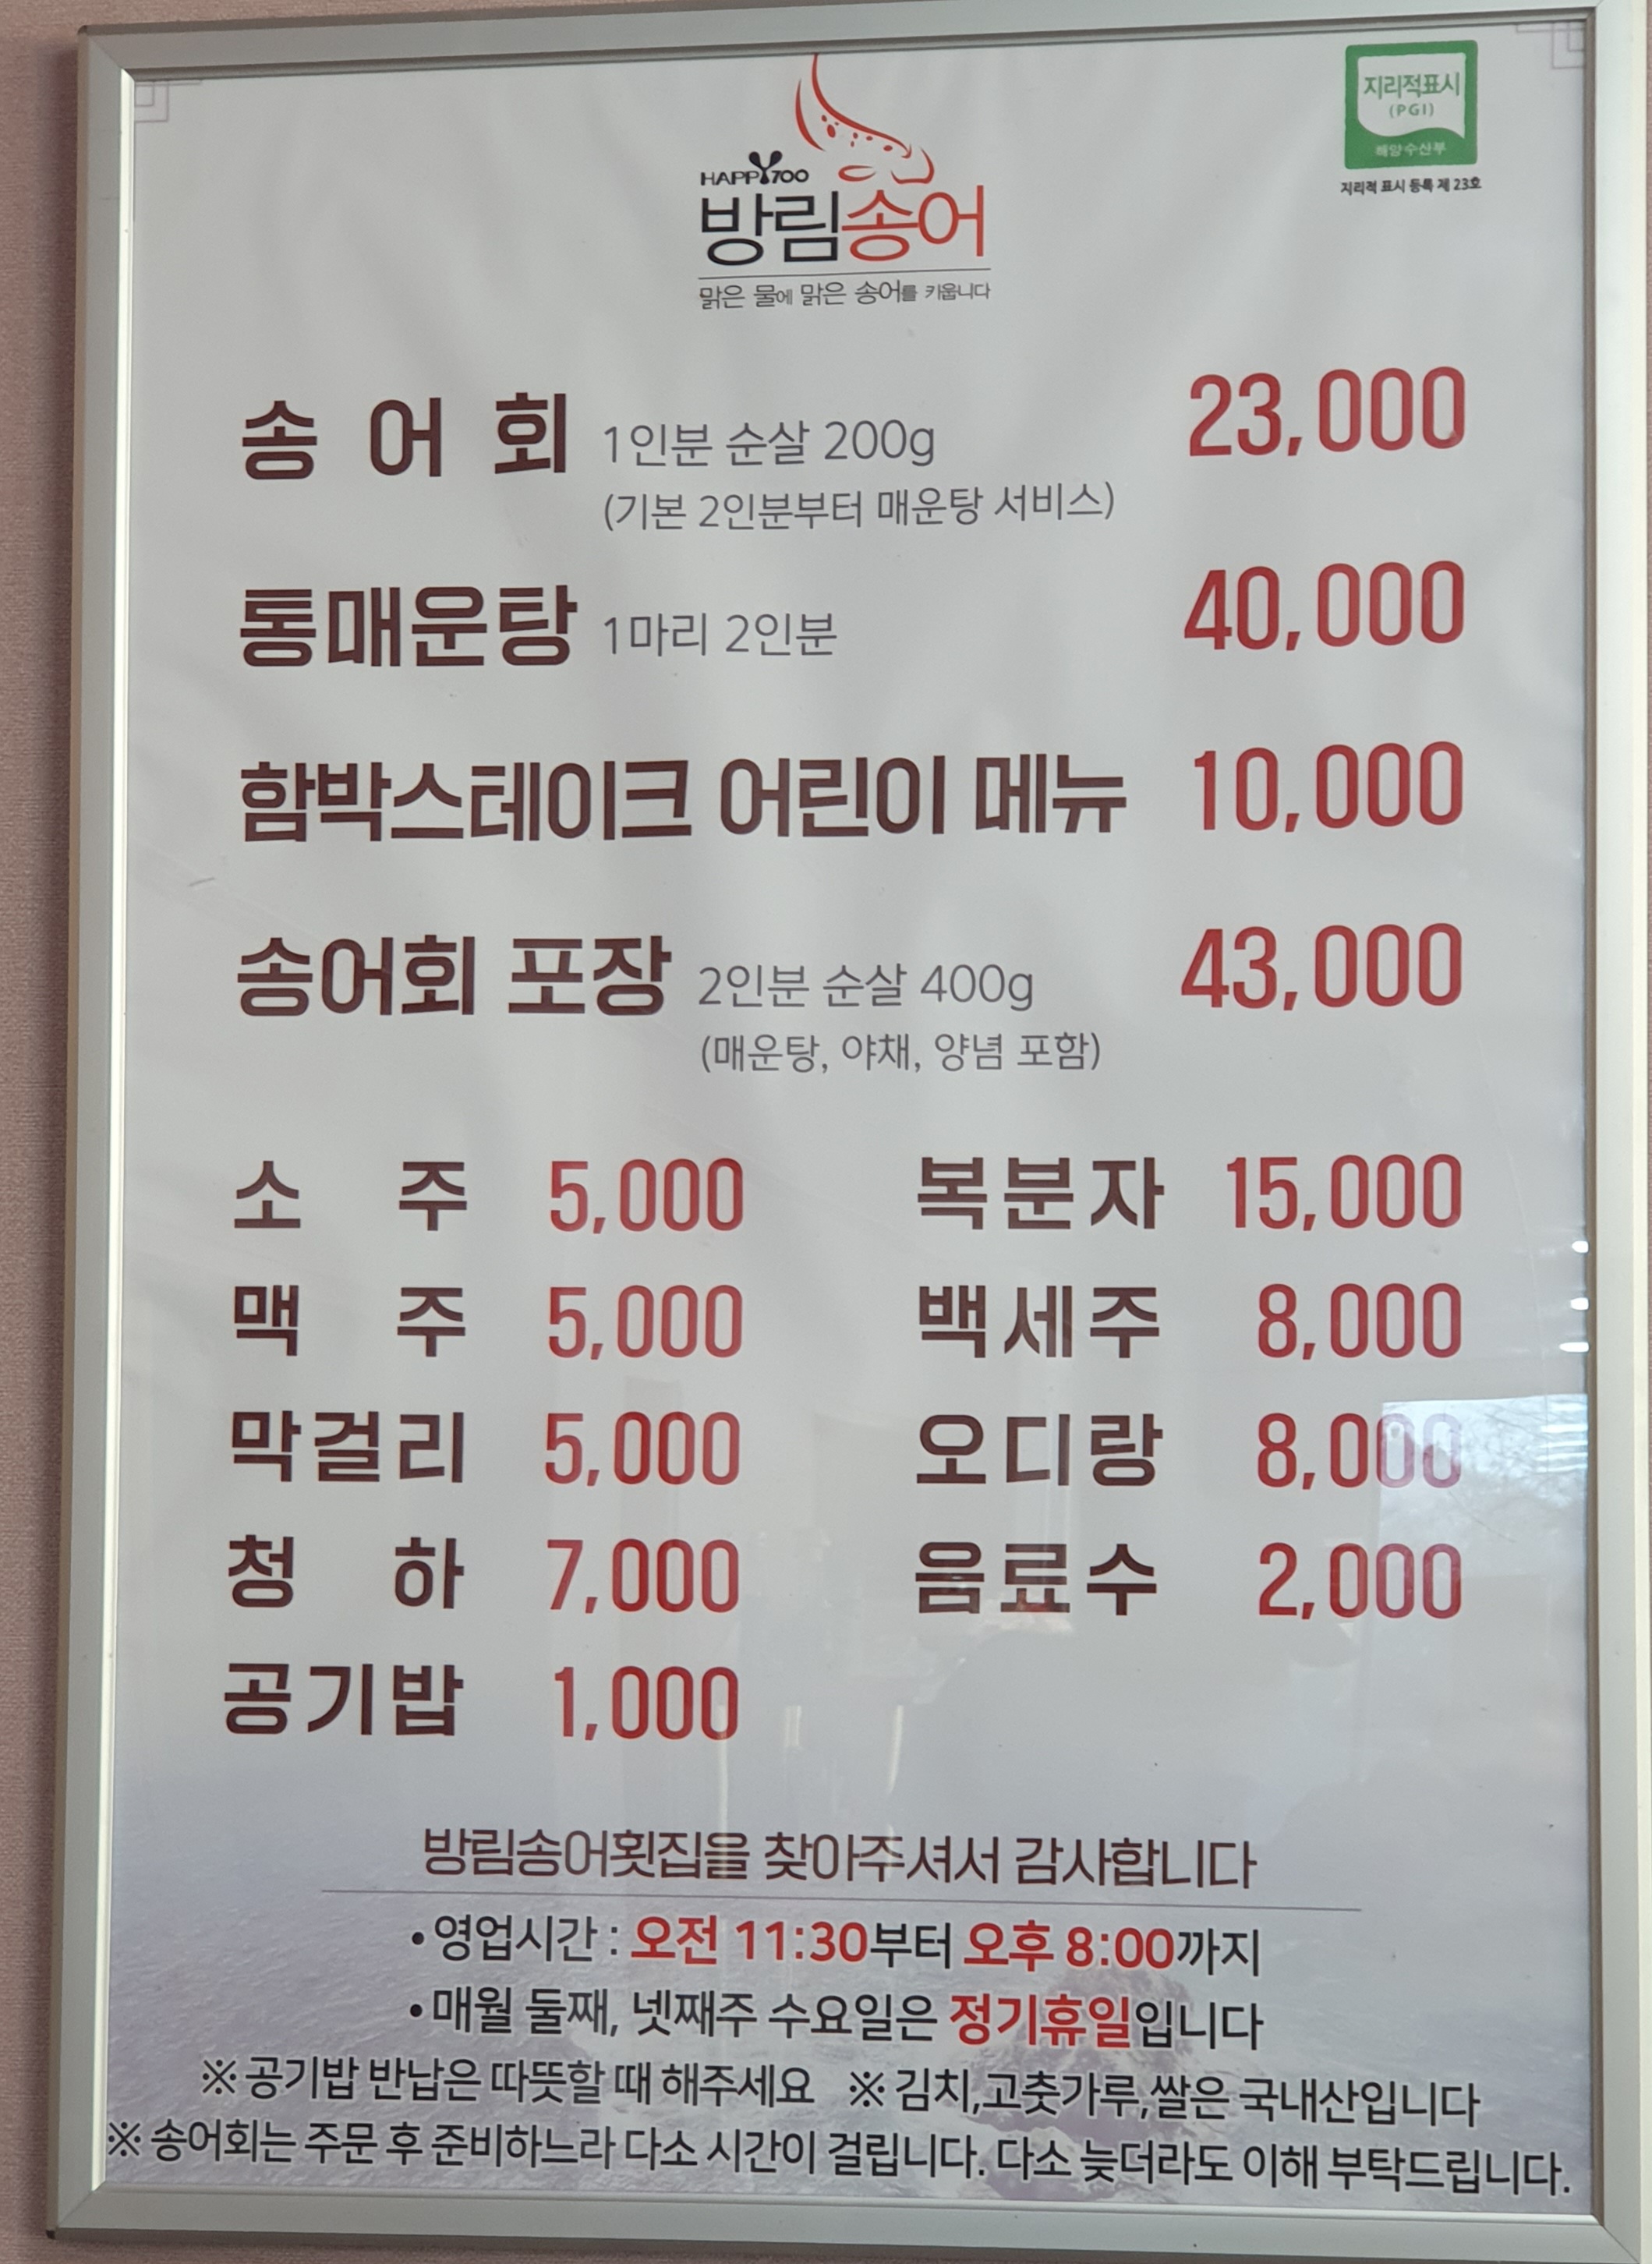 지리적표시
(PGI)
해양수산부
지리적 표시 등록 제 23호
HAPPY700
방림송어
맑은 물에 맑은 송어를 키웁니다
송 어 회 1인분 순살 200g 23,000
(기본 2인분부터 매운탕 서비스)
통매운탕 1마리 2인분 40,000
함박스테이크 어린이 메뉴 10,000
송어회 포장 2인분 순살 400g 43,000
(매운탕, 야채, 양념 포함)
소 주 5,000 복분자 15,000
맥 주 5,000 백세주 8,000
막걸리 5,000 오디랑 8,000
청 하 7,000 음료수 2,000
공기밥 1,000
방림송어횟집을 찾아주셔서 감사합니다
•영업시간 : 오전 11:30부터 오후 8:00까지
•매월 둘째, 넷째주 수요일은 정기휴일입니다
※공기밥 반납은 따뜻할 때 해주세요 ※김치,고춧가루,쌀은 국내산입니다
※송어회는 주문 후 준비하느라 다소 시간이 걸립니다. 다소 늦더라도 이해 부탁드립니다.